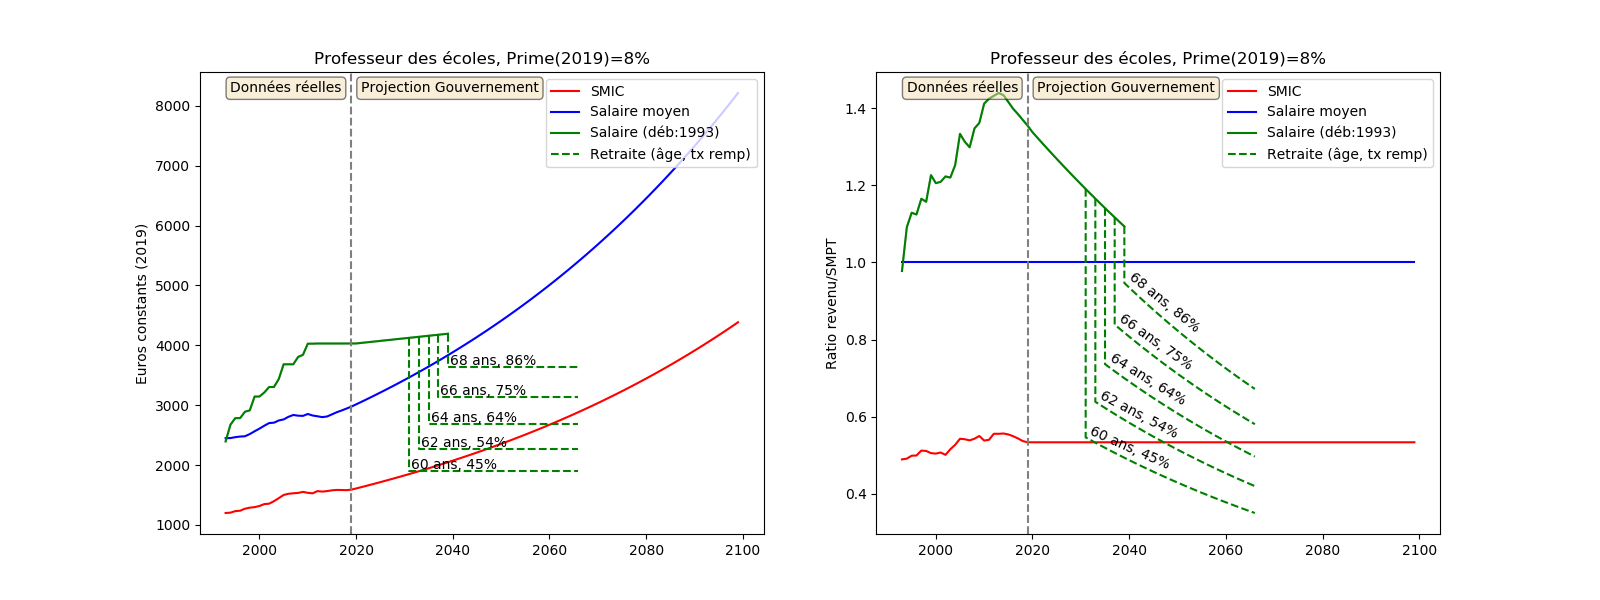 Professeur des écoles, Prime(2019)=8%
Données réelles
Projection Gouvernement
SMIC
Salaire moyen
Salaire (déb:1993)
Retraite (âge, tx remp)
Euros constants (2019)
8000
7000
6000
5000
4000
3000
2000
1000
68 ans, 86%
66 ans, 75%
64 ans, 64%
62 ans, 54%
60 ans, 45%
2000 2020 2040 2060 2080 2100
Professeur des écoles, Prime(2019)=8%
Données réelles
Projection Gouvernement
SMIC
Salaire moyen
Salaire (déb:1993)
Retraite (âge, tx remp)
Ratio revenu/SMPT
1.4
1.2
1.0
0.8
0.6
0.4
68 ans, 86%
66 ans, 75%
64 ans, 64%
62 ans, 54%
60 ans, 45%
2000 2020 2040 2060 2080 2100